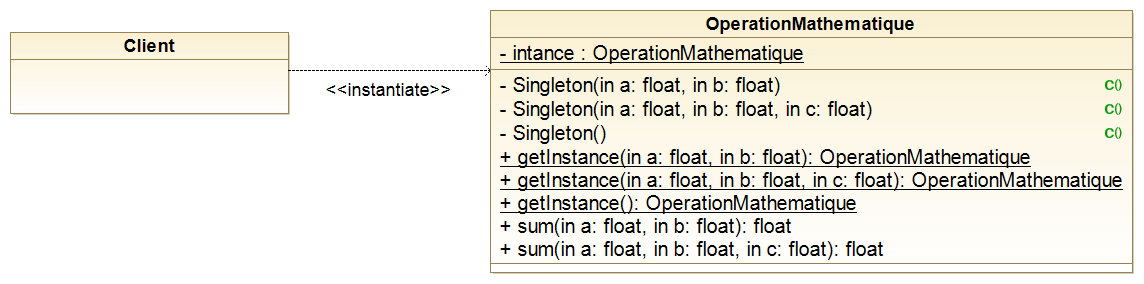 Client
<<instantiate>>
OperationMathematique
- intance : OperationMathematique
- Singleton(in a: float, in b: float) C()
- Singleton(in a: float, in b: float, in c: float) C()
- Singleton() C()
+ getInstance(in a: float, in b: float): OperationMathematique
+ getInstance(in a: float, in b: float, in c: float): OperationMathematique
+ getInstance(): OperationMathematique
+ sum(in a: float, in b: float): float
+ sum(in a: float, in b: float, in c: float): float